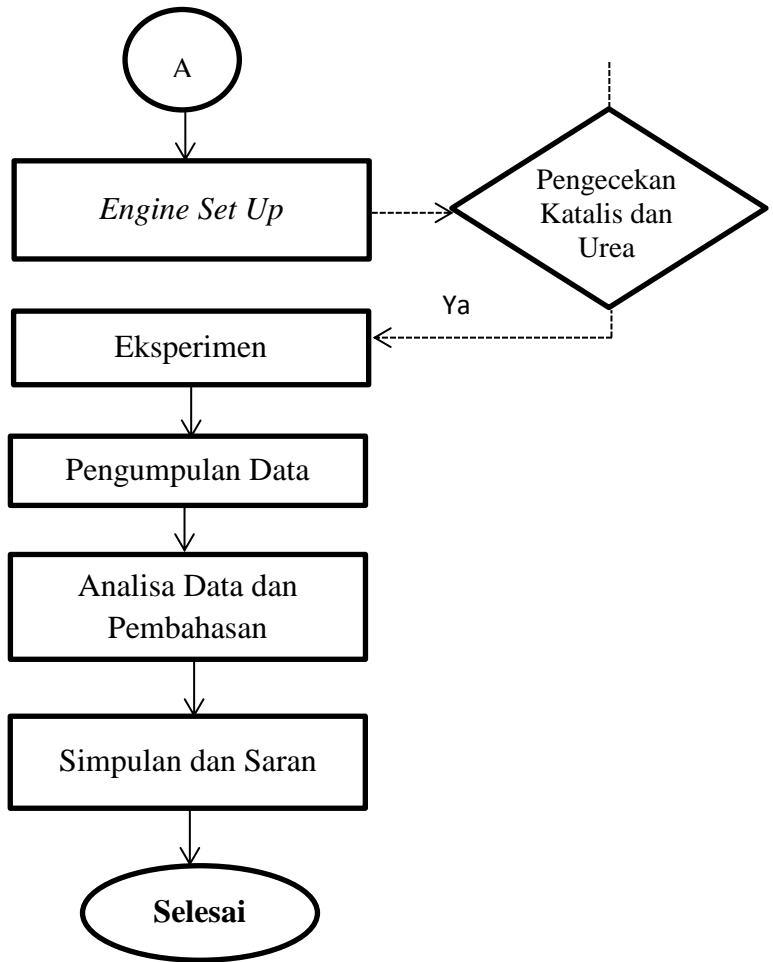 A
Engine Set Up
Pengecekan
Katalis dan
Urea
Ya
Eksperimen
Pengumpulan Data
Analisa Data dan
Pembahasan
Simpulan dan Saran
Selesai